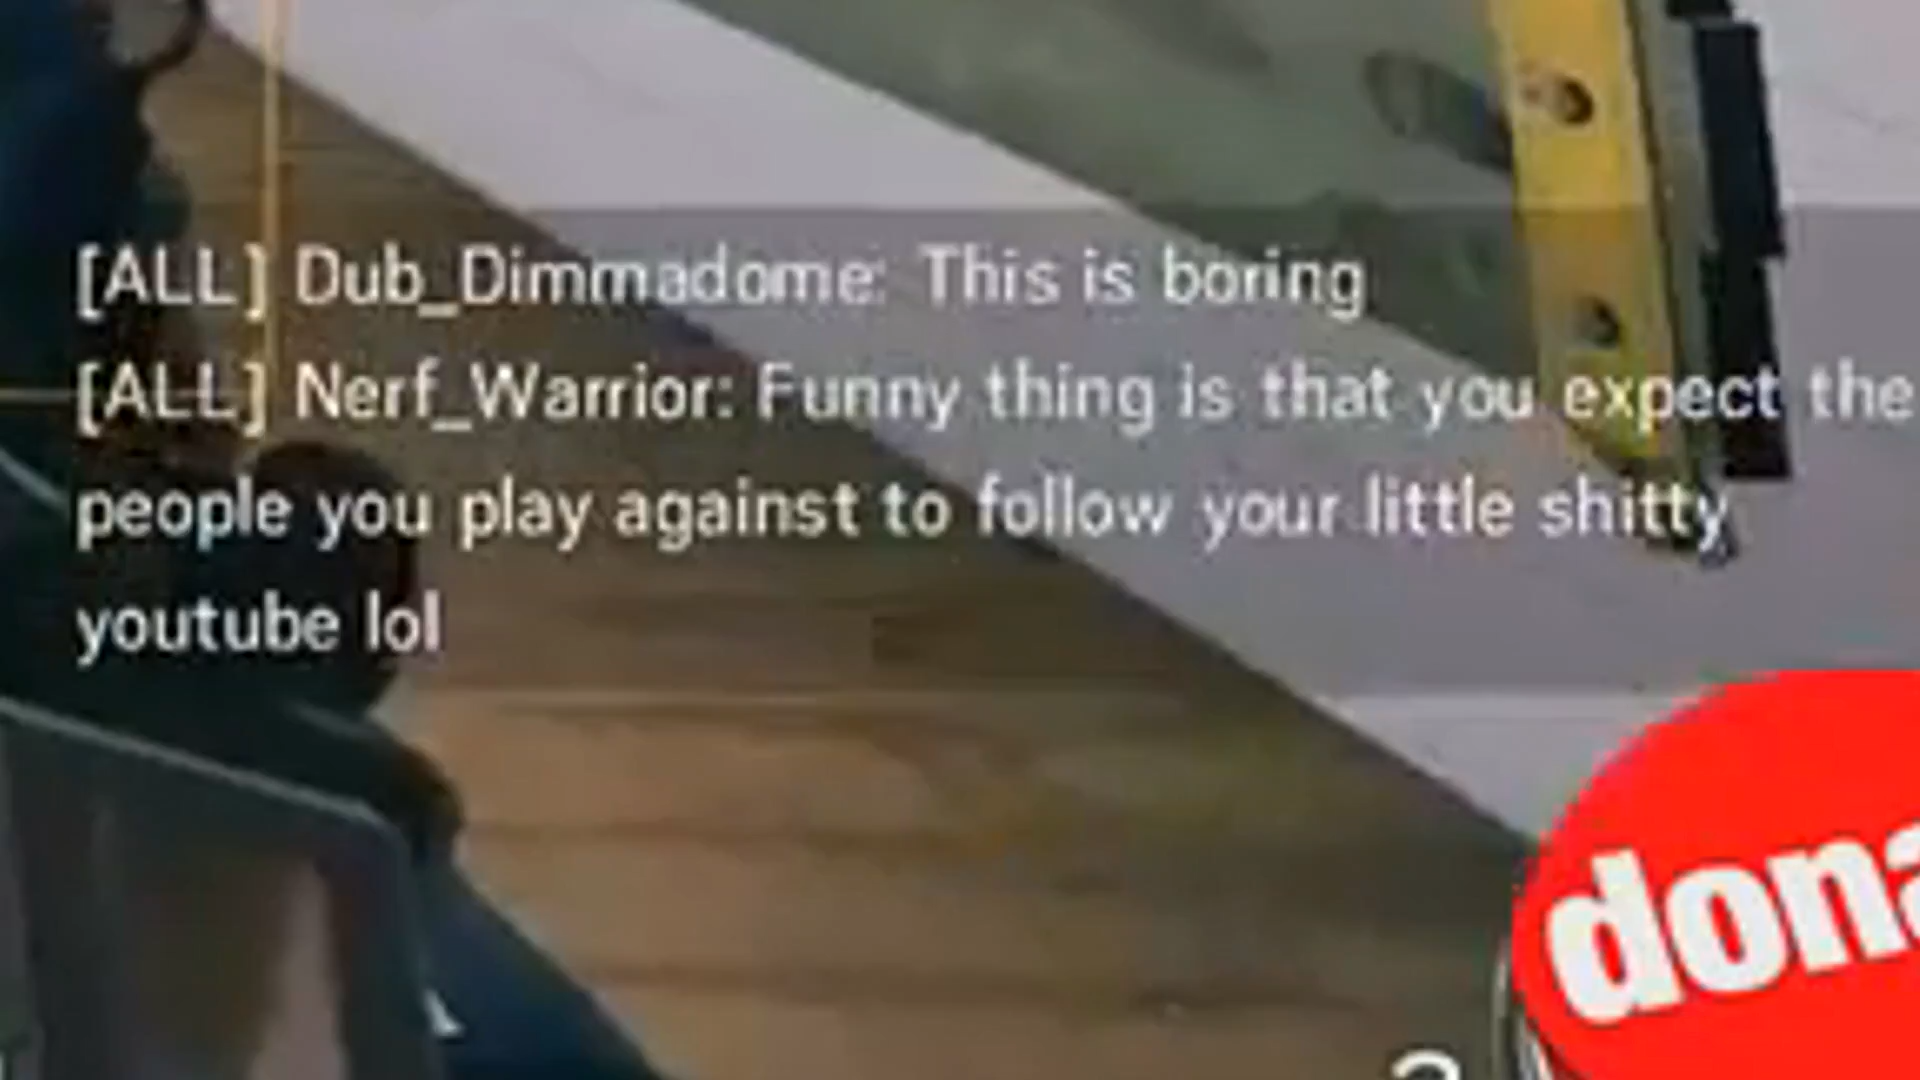 [ALL] Dub_Dimmadome: This is boring
[ALL] Nerf_Warrior: Funny thing is that you expect the
people you play against to follow your little shitty
youtube lol
dona